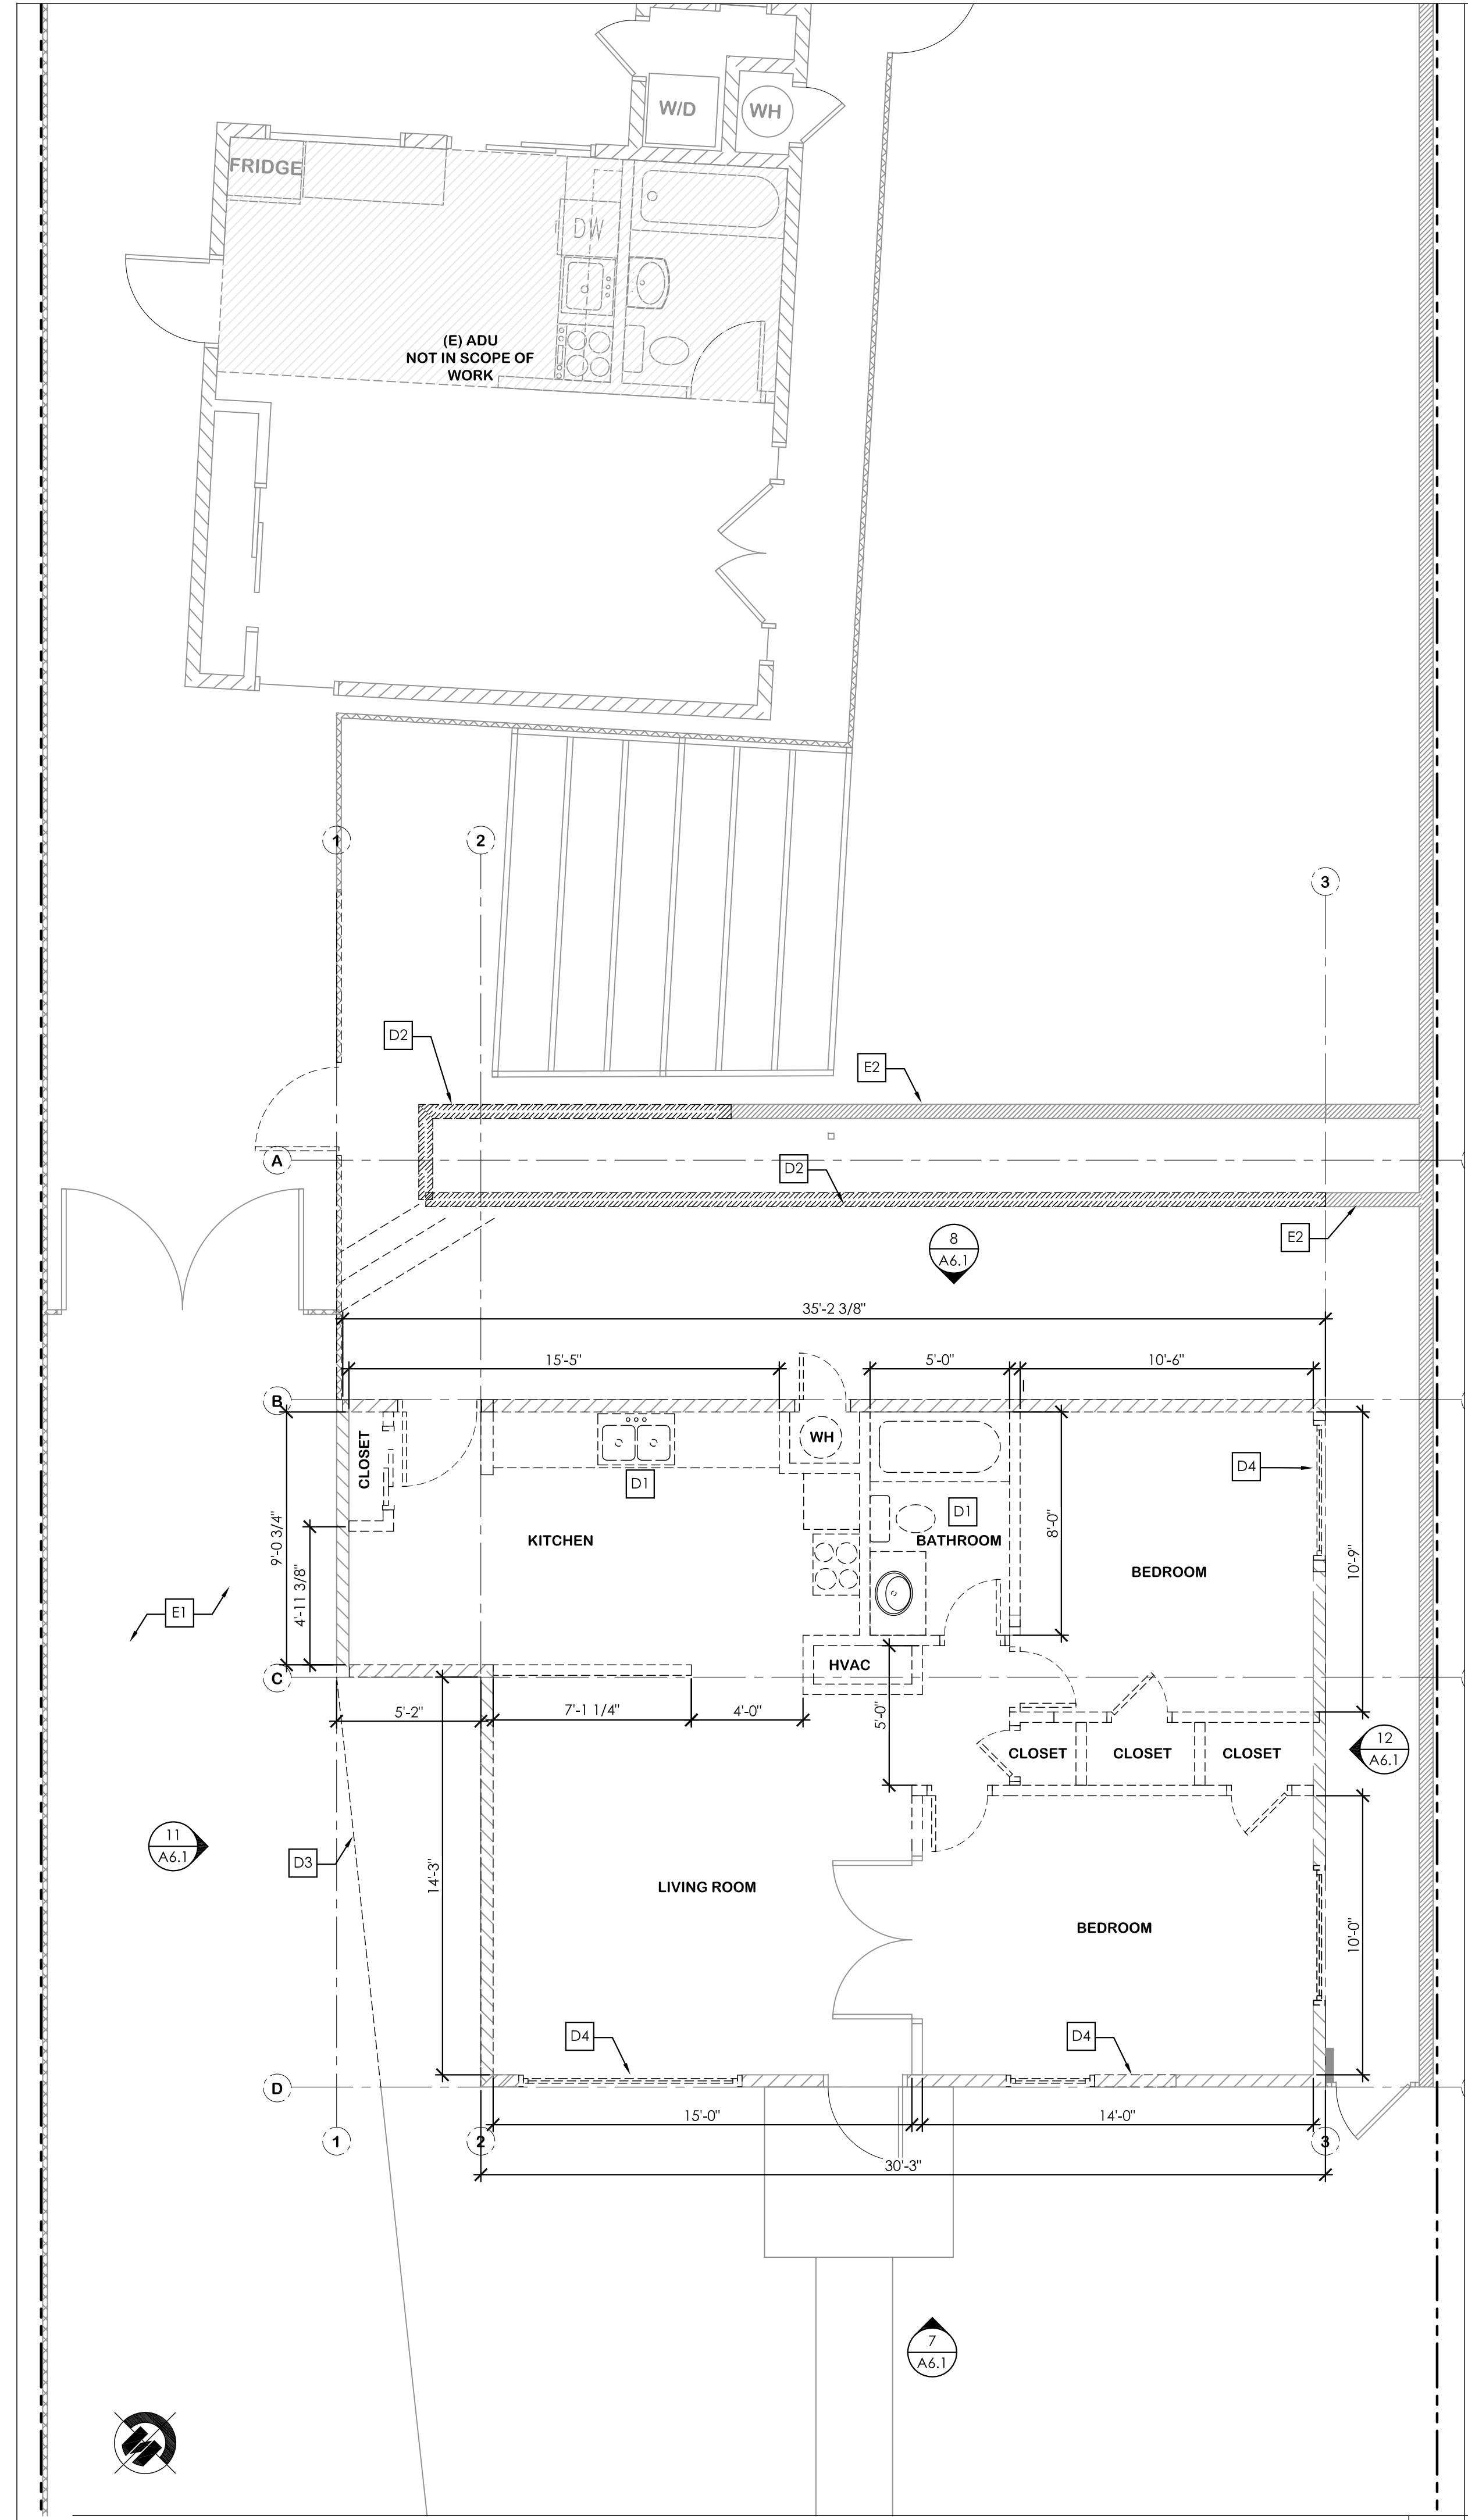 W/D
WH
FRIDGE
DW
(E) ADU
NOT IN SCOPE OF
WORK
1
2
3
D2
E2
A
D2
E2
8
A6.1
35'-2 3/8"
15'-5"
5'-0"
10'-6"
B
CLOSET
WH
D1
D4
D1
KITCHEN
BATHROOM
8'-0"
BEDROOM
10'-9"
9'-0 3/4"
4'-11 3/8"
E1
HVAC
C
5'-2"
7'-1 1/4"
4'-0"
5'-0"
CLOSET
CLOSET
CLOSET
12
A6.1
11
A6.1
D3
14'-3"
LIVING ROOM
BEDROOM
10'-0"
D4
D4
D
15'-0"
14'-0"
1
2
3
30'-3"
7
A6.1